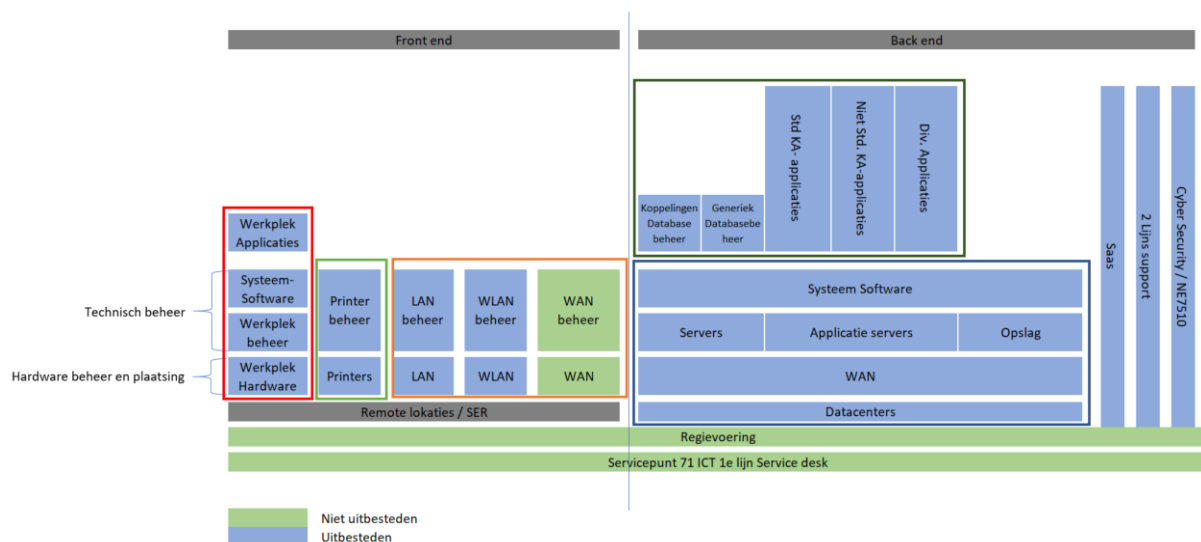 Front end
Back end
Std KA- applicaties
Niet Std. KA-applicaties
Div. Applicaties
Saas
2 Lijns support
Cyber Security / NE7510
Koppelingen
Database
beheer
Generiek
Databasebe
heer
Werkplek
Applicaties
Technisch beheer
Systeem-
Software
Werkplek
beheer
Printer
beheer
LAN
beheer
WLAN
beheer
WAN
beheer
Systeem Software
Servers
Applicatie servers
Opslag
Hardware beheer en plaatsing
Werkplek
Hardware
Printers
LAN
WLAN
WAN
WAN
Remote lokaties / SER
Datacenters
Regievoering
Servicepunt 71 ICT 1e lijn Service desk
Niet uitbesteden
Uitbesteden